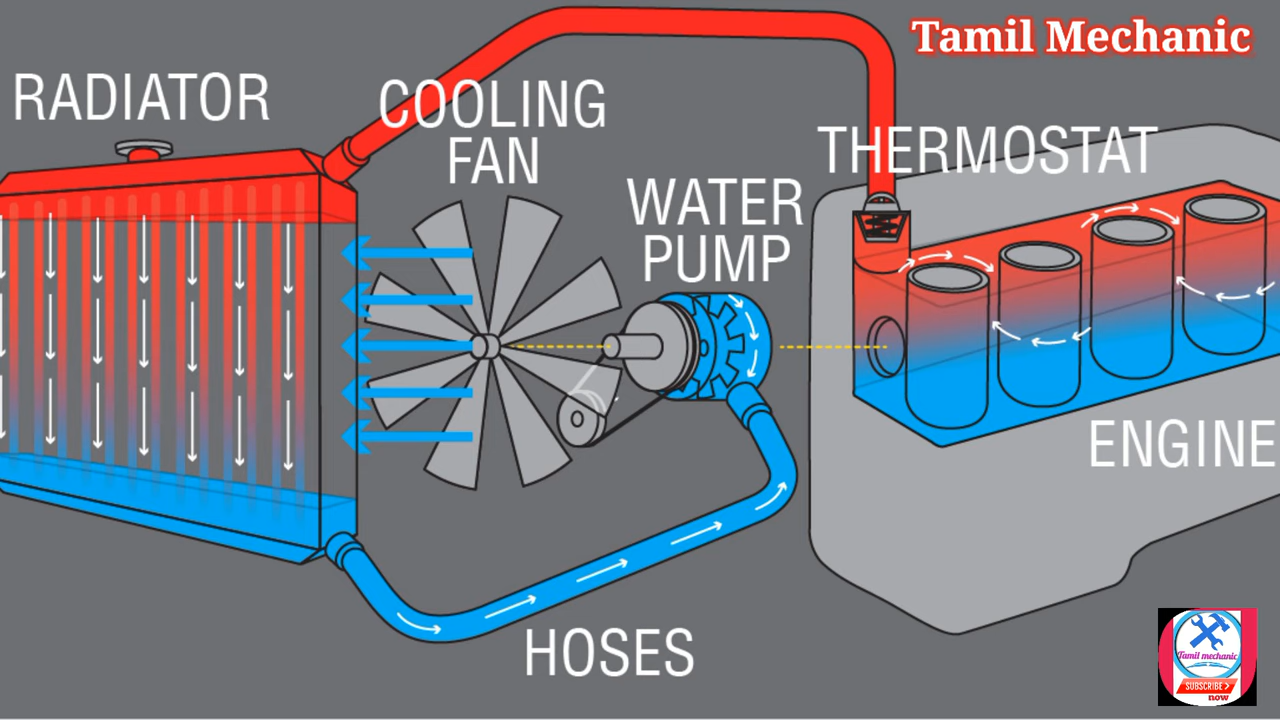 Tamil Mechanic
RADIATOR
COOLING
FAN
WATER
PUMP
THERMOSTAT
ENGINE
HOSES
Tamil mechanic
SUBSCRIBE >
now